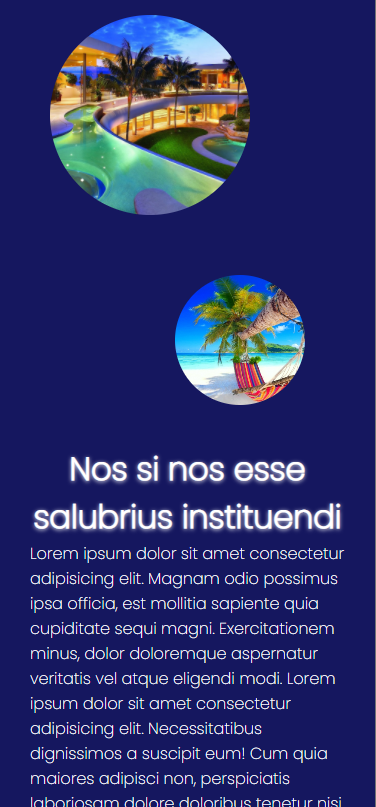 Nos si nos esse
salubrius instituendi
Lorem ipsum dolor sit amet consectetur
adipisicing elit. Magnam odio possimus
ipsa officia, est mollitia sapiente quia
cupiditate sequi magni. Exercitationem
minus, dolor doloremque aspernatur
veritatis vel atque eligendi modi. Lorem
ipsum dolor sit amet consectetur
adipisicing elit. Necessitatibus
dignissimos a suscipit eum! Cum quia
maiores adipisci non, perspiciatis
laboriosam dolore doloribus tenetur nisi